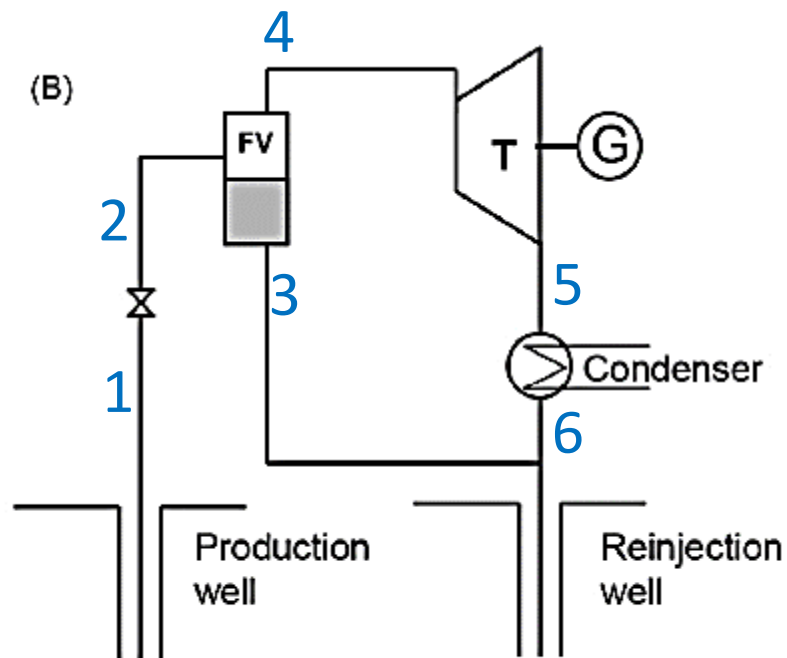 4
(B)
FV
T
G
2
3
5
1
Condenser
6
Production
well
Reinjection
well